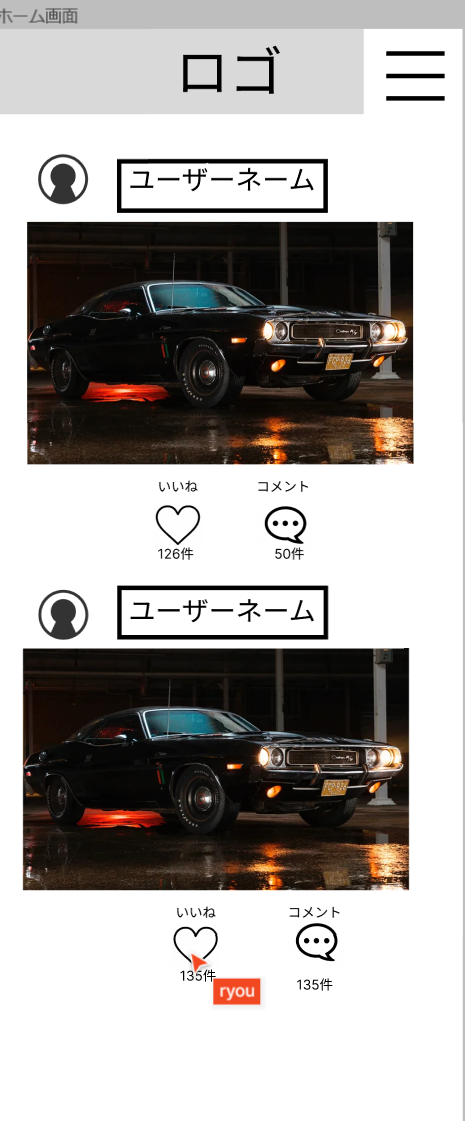 ホーム画面
ロゴ
ユーザーネーム
いいね
コメント
126件
50件
ユーザーネーム
いいね
コメント
135件
135件
ryou